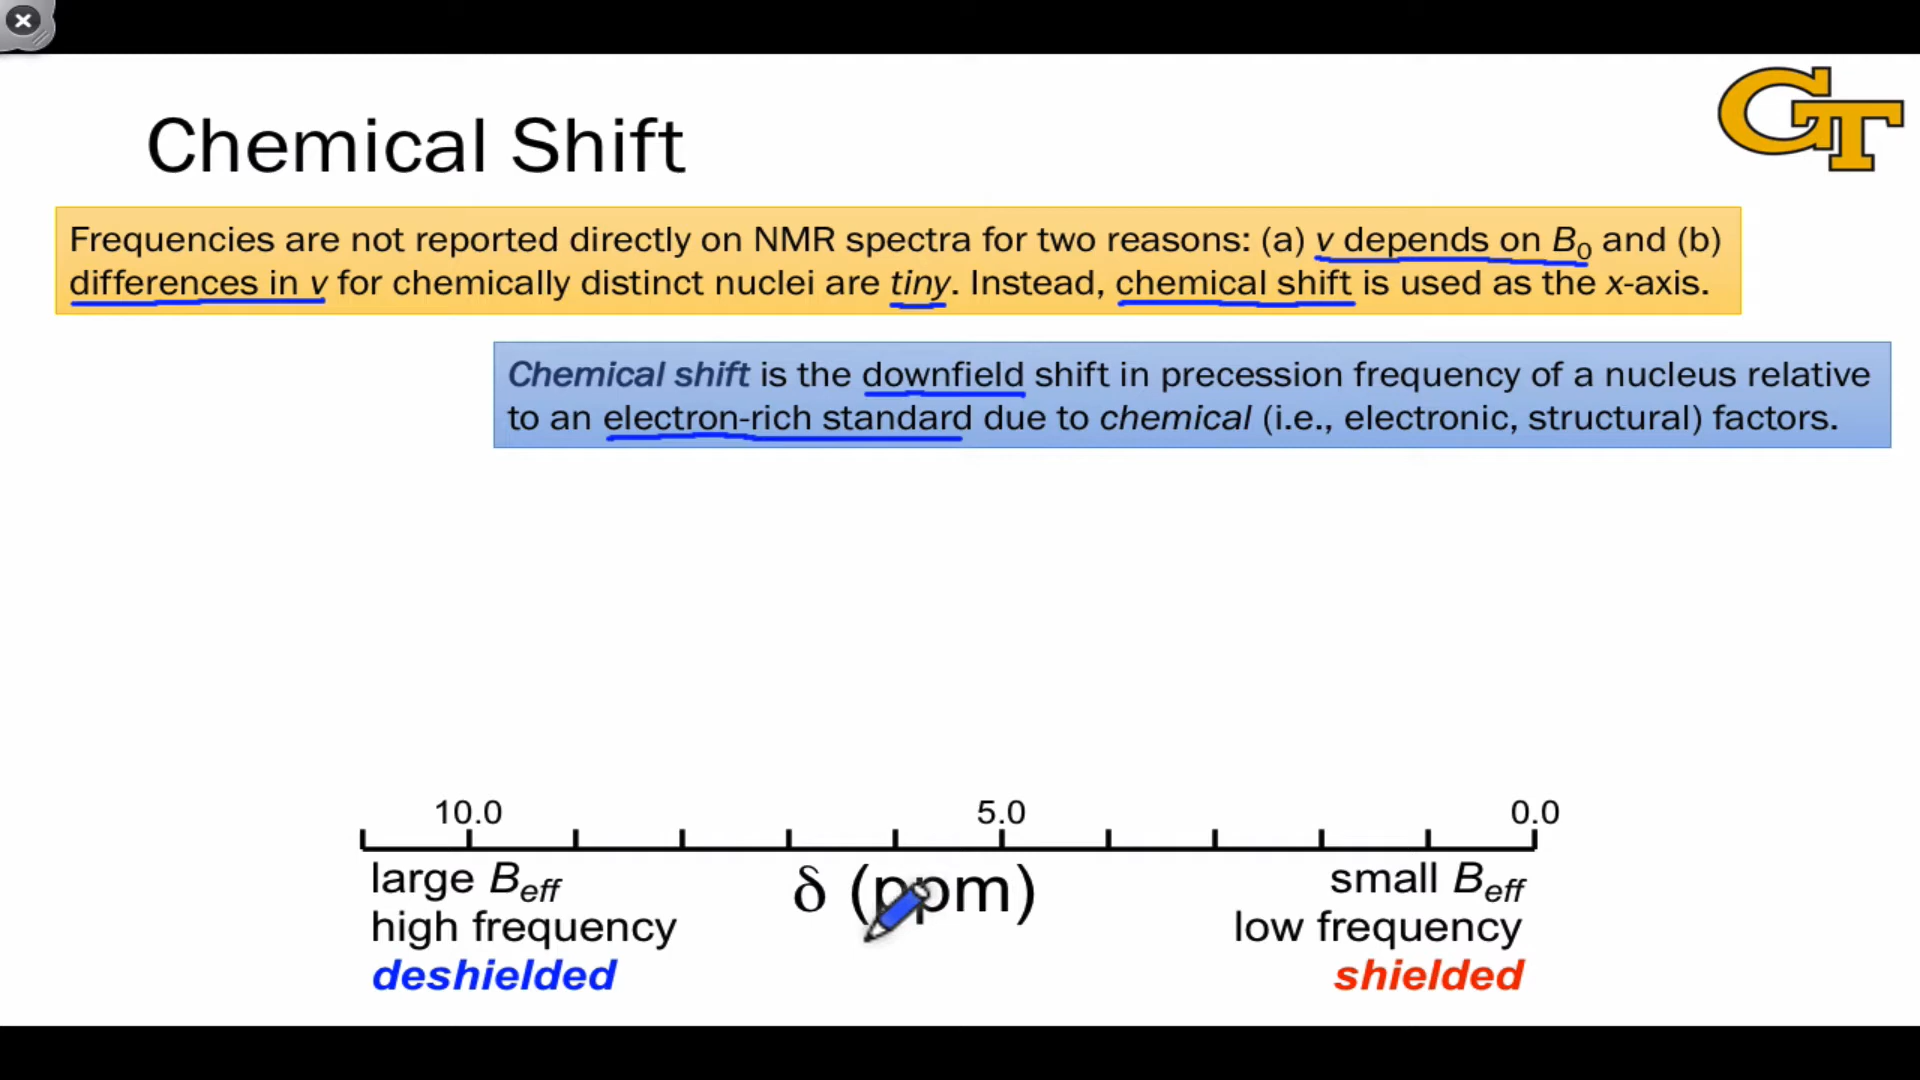 GT
Chemical Shift
Frequencies are not reported directly on NMR spectra for two reasons: (a) ν depends on B₀ and (b)
differences in ν for chemically distinct nuclei are tiny. Instead, chemical shift is used as the x-axis.
Chemical shift is the downfield shift in precession frequency of a nucleus relative
to an electron-rich standard due to chemical (i.e., electronic, structural) factors.
10.0 5.0 0.0
large Beff δ (ppm) small Beff
high frequency low frequency
deshielded shielded